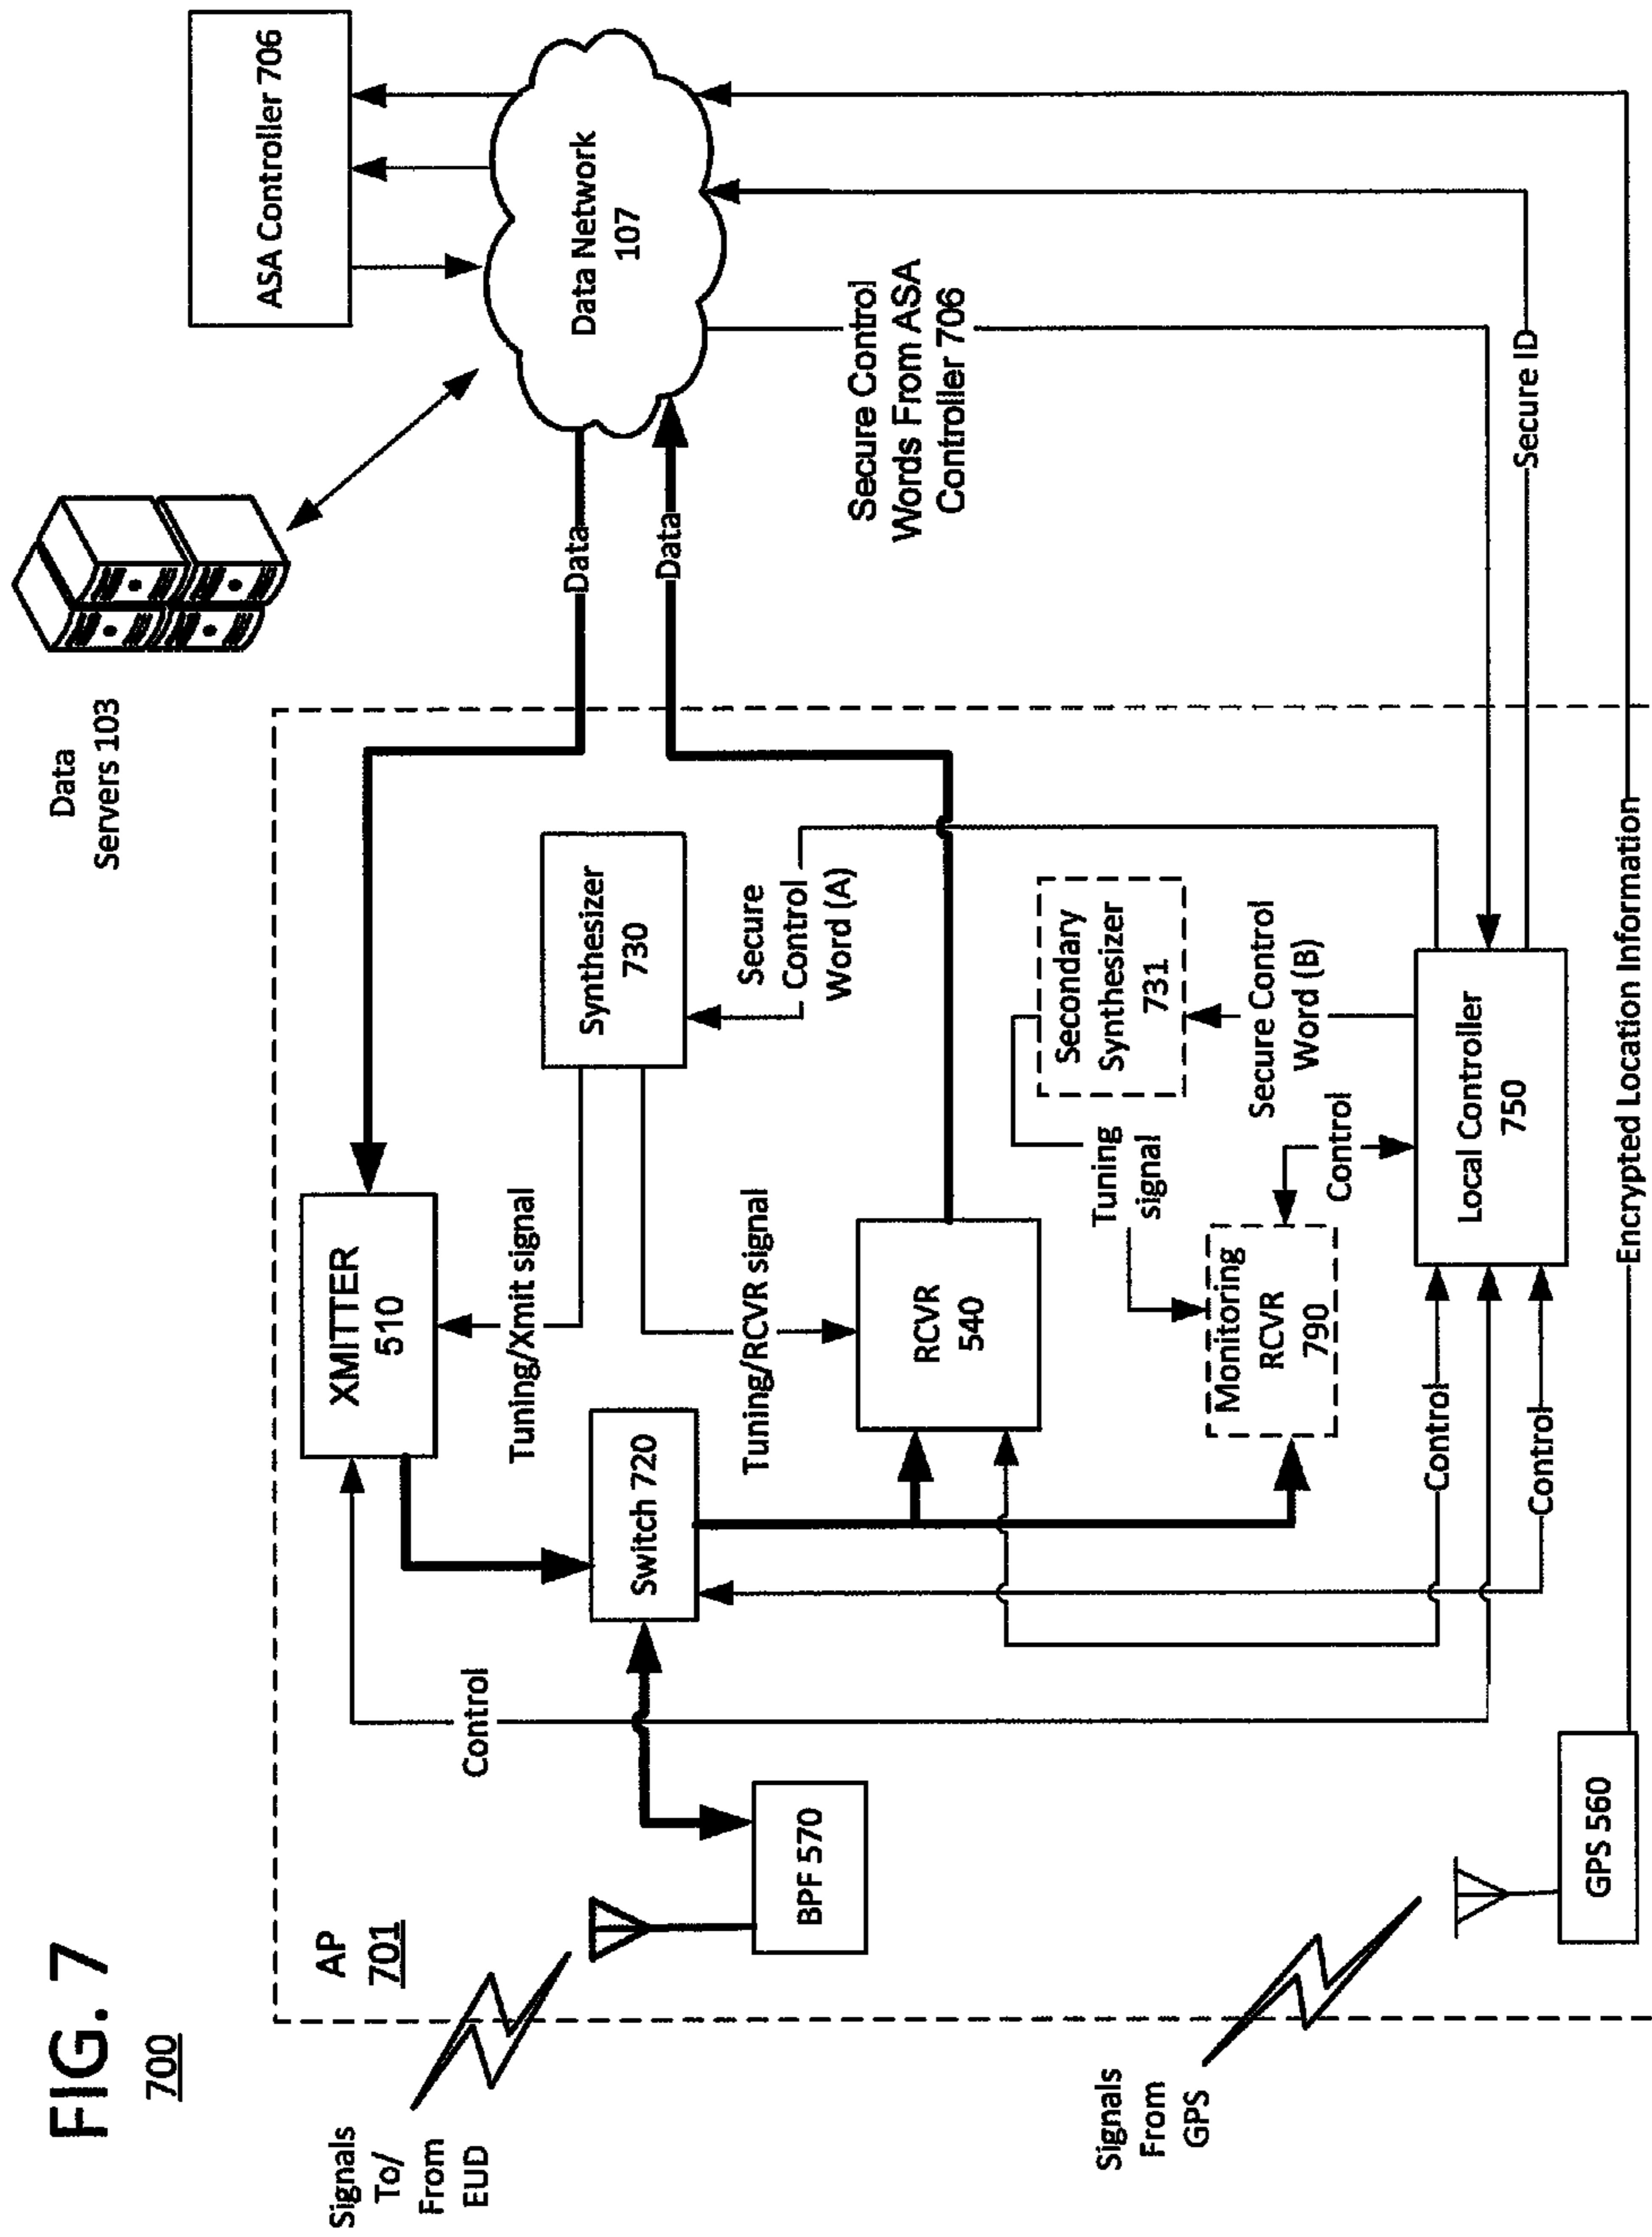 FIG. 7
700
Signals
To/
From
EUD
Signals
From
GPS
AP
701
BPF 570
GPS 560
Control
Switch 720
XMITTER
510
Tuning/Xmit signal
Tuning/RCVR signal
RCVR
540
Monitoring
RCVR
790
Control
Control
Control
Tuning
signal
Synthesizer
730
Secure
Control
Word (A)
Secondary
Synthesizer
731
Secure Control
Word (B)
Local Controller
750
Encrypted Location Information
Data
Servers 103
Data
Data
Secure Control
Words From ASA
Controller 706
Secure ID
Data Network
107
ASA Controller 706